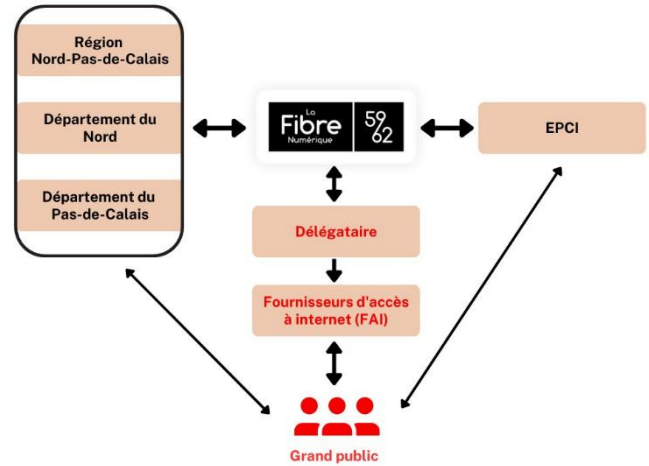 Région
Nord-Pas-de-Calais
Département du
Nord
Département du
Pas-de-Calais
La
Fibre
Numérique
59
62
EPCI
Délégataire
Fournisseurs d'accès
à internet (FAI)
Grand public